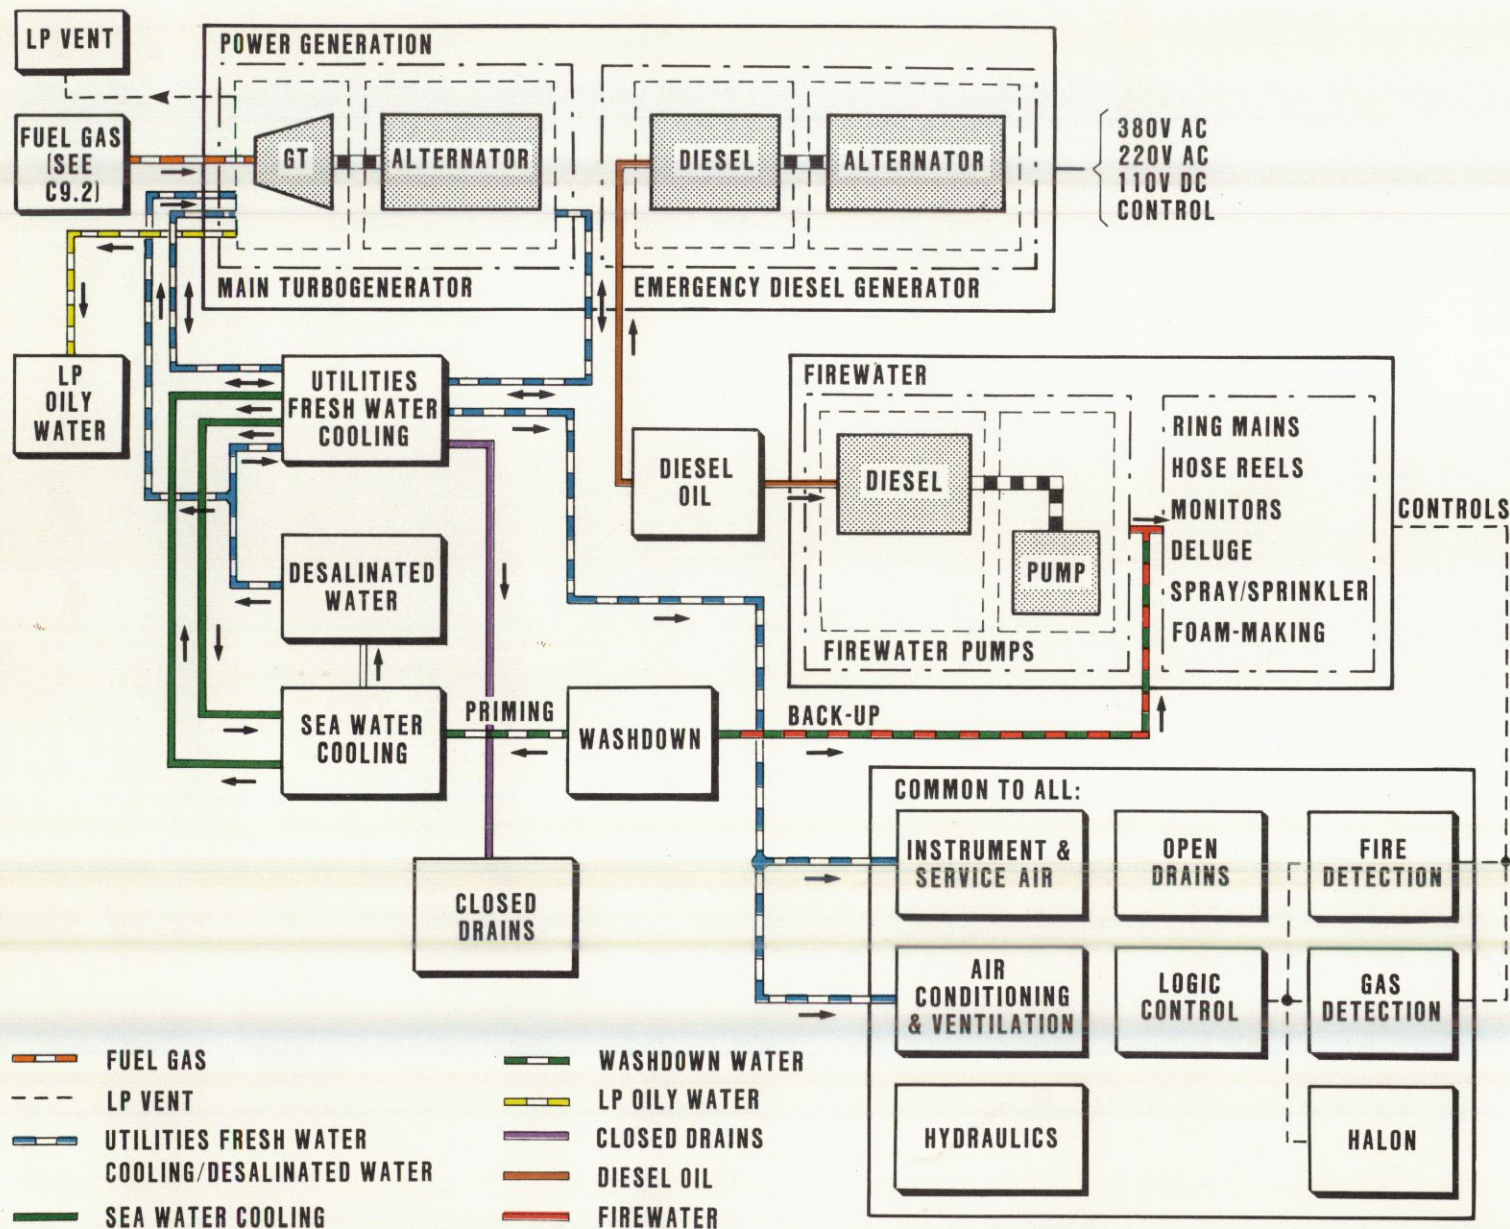 LP VENT
POWER GENERATION
FUEL GAS
(SEE
C9.2)
GT
ALTERNATOR
DIESEL
ALTERNATOR
380V AC
220V AC
110V DC
CONTROL
MAIN TURBOGENERATOR
EMERGENCY DIESEL GENERATOR
LP
OILY
WATER
UTILITIES
FRESH WATER
COOLING
DIESEL
OIL
FIREWATER
DIESEL
PUMP
FIREWATER PUMPS
RING MAINS
HOSE REELS
MONITORS
DELUGE
SPRAY/SPRINKLER
FOAM-MAKING
CONTROLS
DESALINATED
WATER
SEA WATER
COOLING
PRIMING
WASHDOWN
BACK-UP
CLOSED
DRAINS
COMMON TO ALL:
INSTRUMENT &
SERVICE AIR
OPEN
DRAINS
FIRE
DETECTION
AIR
CONDITIONING
& VENTILATION
LOGIC
CONTROL
GAS
DETECTION
HYDRAULICS
HALON
FUEL GAS
LP VENT
UTILITIES FRESH WATER
COOLING/DESALINATED WATER
SEA WATER COOLING
WASHDOWN WATER
LP OILY WATER
CLOSED DRAINS
DIESEL OIL
FIREWATER